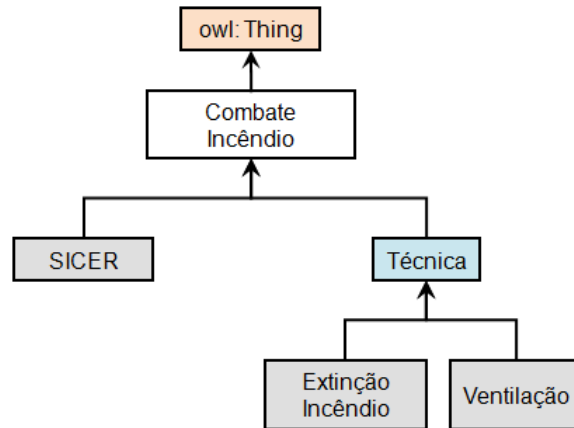 owl: Thing
Combate
Incêndio
SICER
Técnica
Extinção
Incêndio
Ventilação